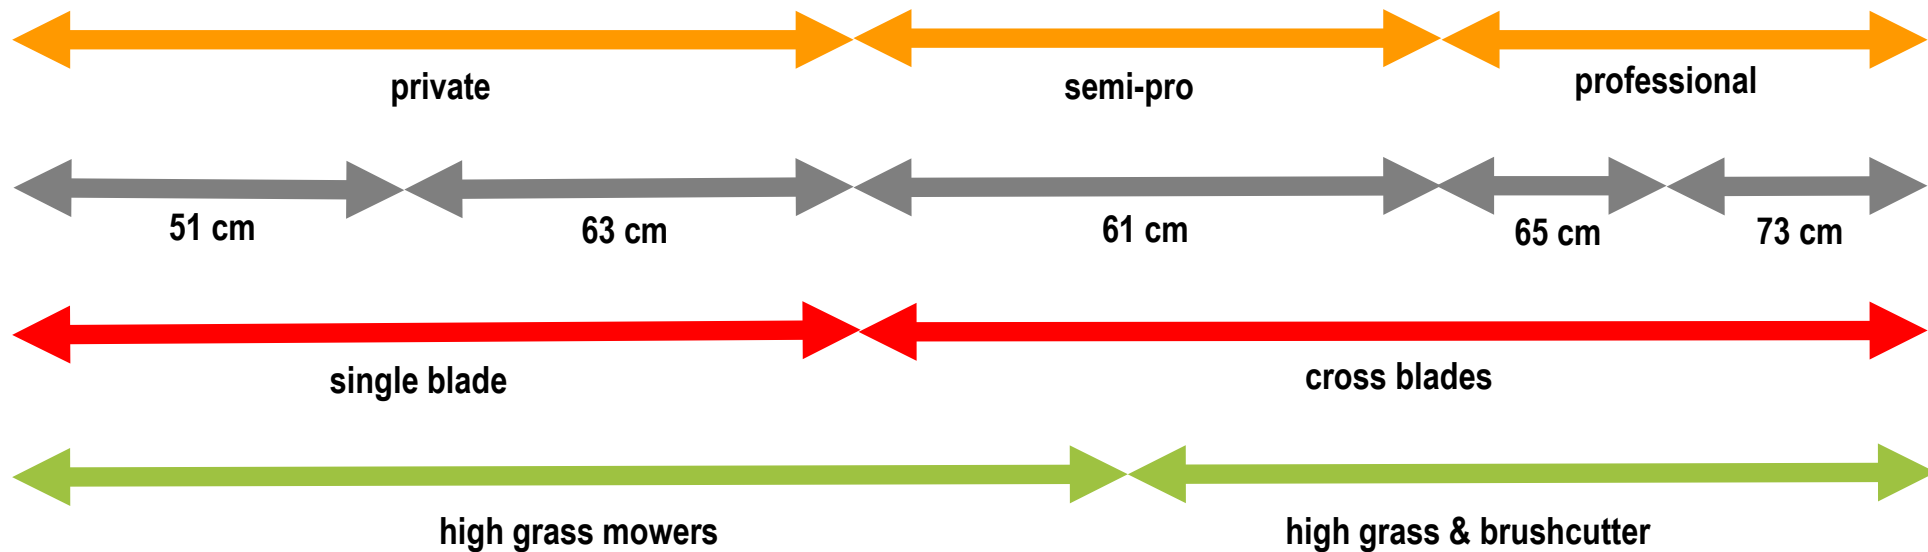 private
semi-pro
professional
51 cm
63 cm
61 cm
65 cm
73 cm
single blade
cross blades
high grass mowers
high grass & brushcutter